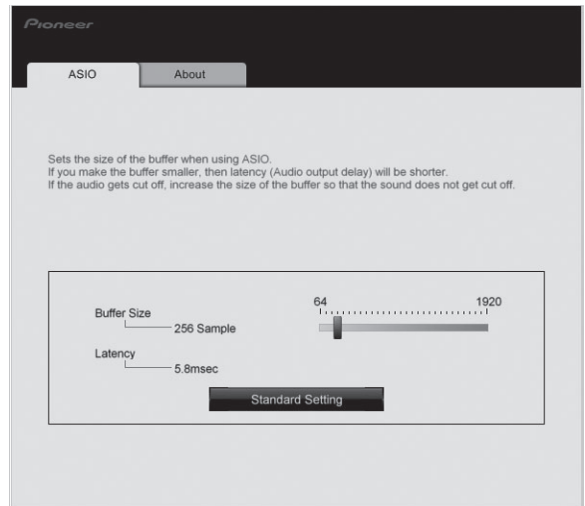 Pioneer
ASIO About
Sets the size of the buffer when using ASIO.
If you make the buffer smaller, then latency (Audio output delay) will be shorter.
If the audio gets cut off, increase the size of the buffer so that the sound does not get cut off.
64 1920
Buffer Size
256 Sample
Latency
5.8msec
Standard Setting